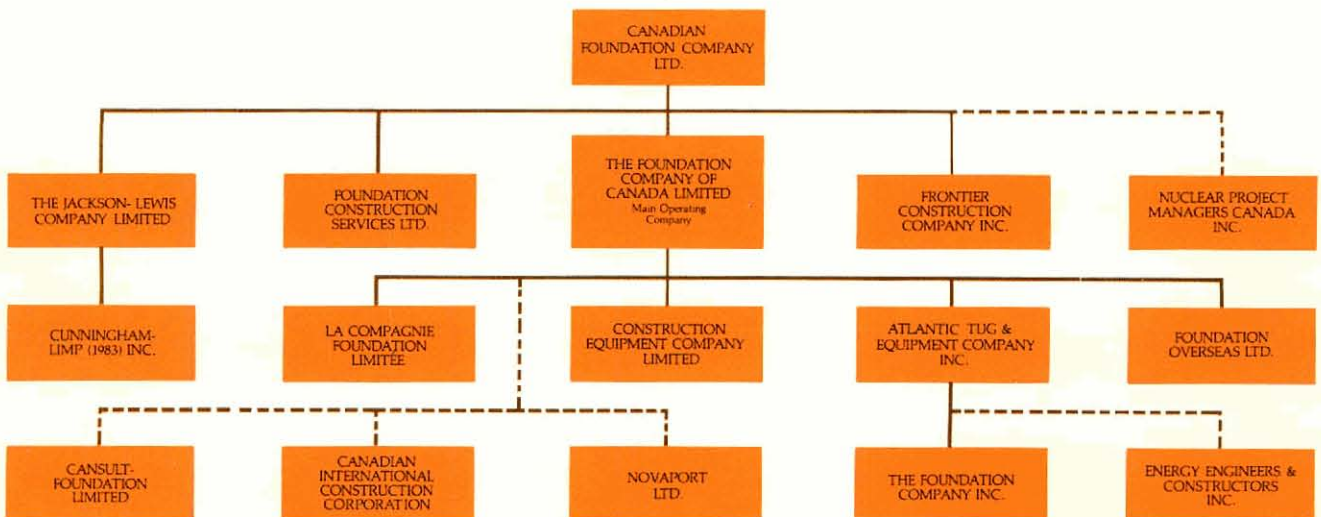 CANADIAN
FOUNDATION COMPANY
LTD.
THE JACKSON- LEWIS
COMPANY LIMITED
FOUNDATION
CONSTRUCTION
SERVICES LTD.
THE FOUNDATION
COMPANY OF
CANADA LIMITED
Main Operating
Company
FRONTIER
CONSTRUCTION
COMPANY INC.
NUCLEAR PROJECT
MANAGERS CANADA
INC.
CUNNINGHAM-
LIMP (1983) INC.
LA COMPAGNIE
FOUNDATION
LIMITÉE
CONSTRUCTION
EQUIPMENT COMPANY
LIMITED
ATLANTIC TUG &
EQUIPMENT COMPANY
INC.
FOUNDATION
OVERSEAS LTD.
CANSULT-
FOUNDATION
LIMITED
CANADIAN
INTERNATIONAL
CONSTRUCTION
CORPORATION
NOVAPORT
LTD.
THE FOUNDATION
COMPANY INC.
ENERGY ENGINEERS &
CONSTRUCTORS
INC.